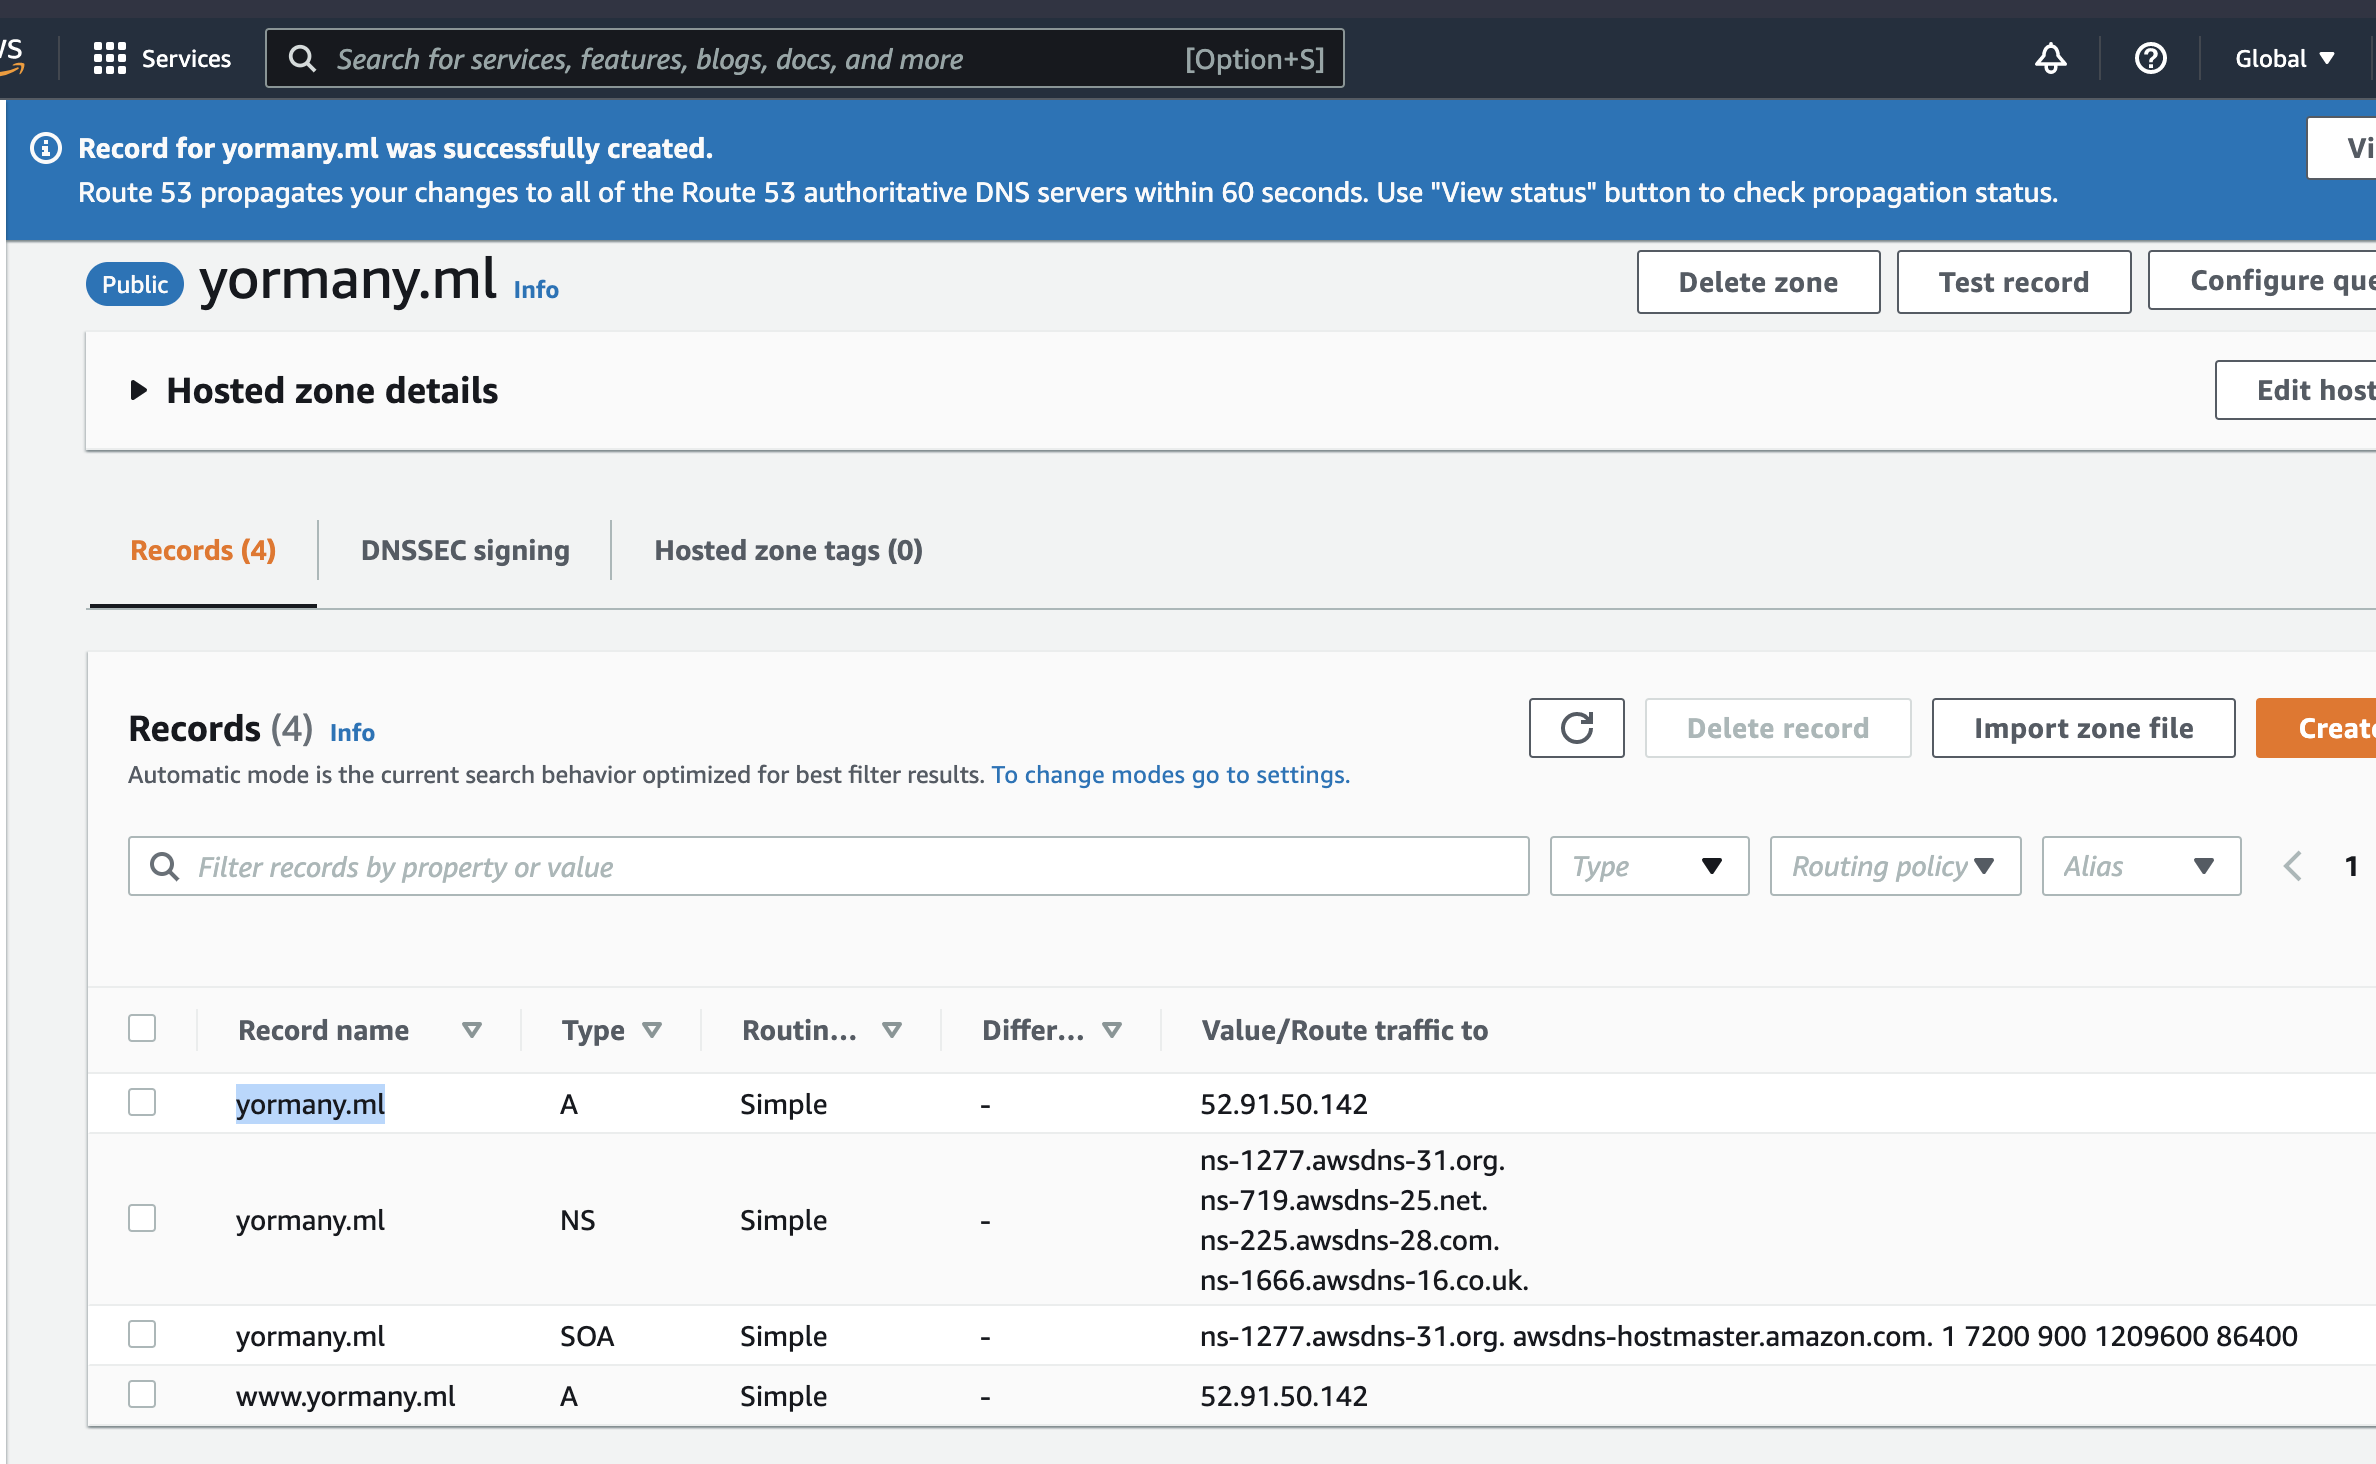 Services
Search for services, features, blogs, docs, and more [Option+S]
Global
Record for yormany.ml was successfully created.
Route 53 propagates your changes to all of the Route 53 authoritative DNS servers within 60 seconds. Use "View status" button to check propagation status.
Vi
Public yormany.ml Info
Delete zone Test record Configure que
Hosted zone details
Edit host
Records (4) DNSSEC signing Hosted zone tags (0)
Records (4) Info
Delete record Import zone file Create
Automatic mode is the current search behavior optimized for best filter results. To change modes go to settings.
Filter records by property or value Type Routing policy Alias 1
Record name Type Routin... Differ... Value/Route traffic to
yormany.ml A Simple - 52.91.50.142
yormany.ml NS Simple - ns-1277.awsdns-31.org.
ns-719.awsdns-25.net.
ns-225.awsdns-28.com.
ns-1666.awsdns-16.co.uk.
yormany.ml SOA Simple - ns-1277.awsdns-31.org. awsdns-hostmaster.amazon.com. 1 7200 900 1209600 86400
www.yormany.ml A Simple - 52.91.50.142